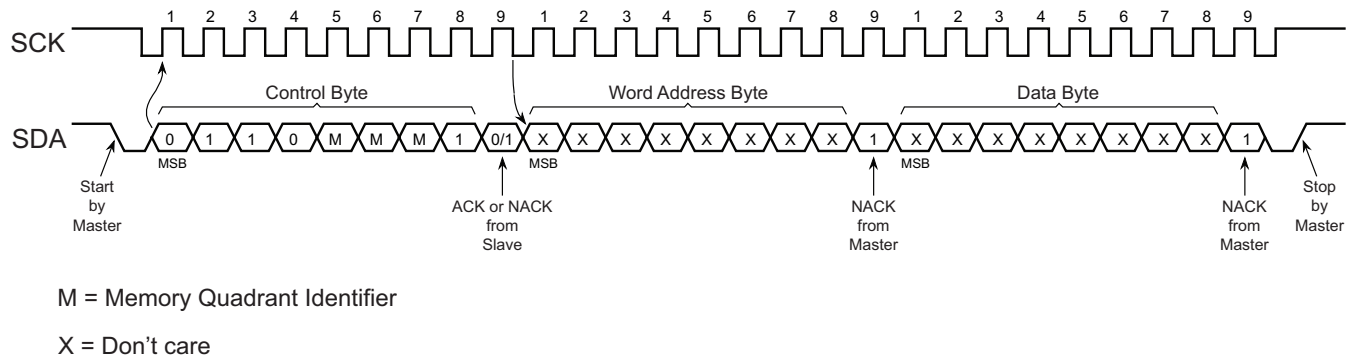 1 2 3 4 5 6 7 8 9 1 2 3 4 5 6 7 8 9 1 2 3 4 5 6 7 8 9
SCK
Control Byte Word Address Byte Data Byte
SDA 0 1 1 0 M M M 1 0/1 X X X X X X X X 1 X X X X X X X X 1
MSB MSB MSB
Start
by
Master
ACK or NACK
from
Slave
NACK
from
Master
NACK
from
Master
Stop
by
Master
M = Memory Quadrant Identifier
X = Don't care